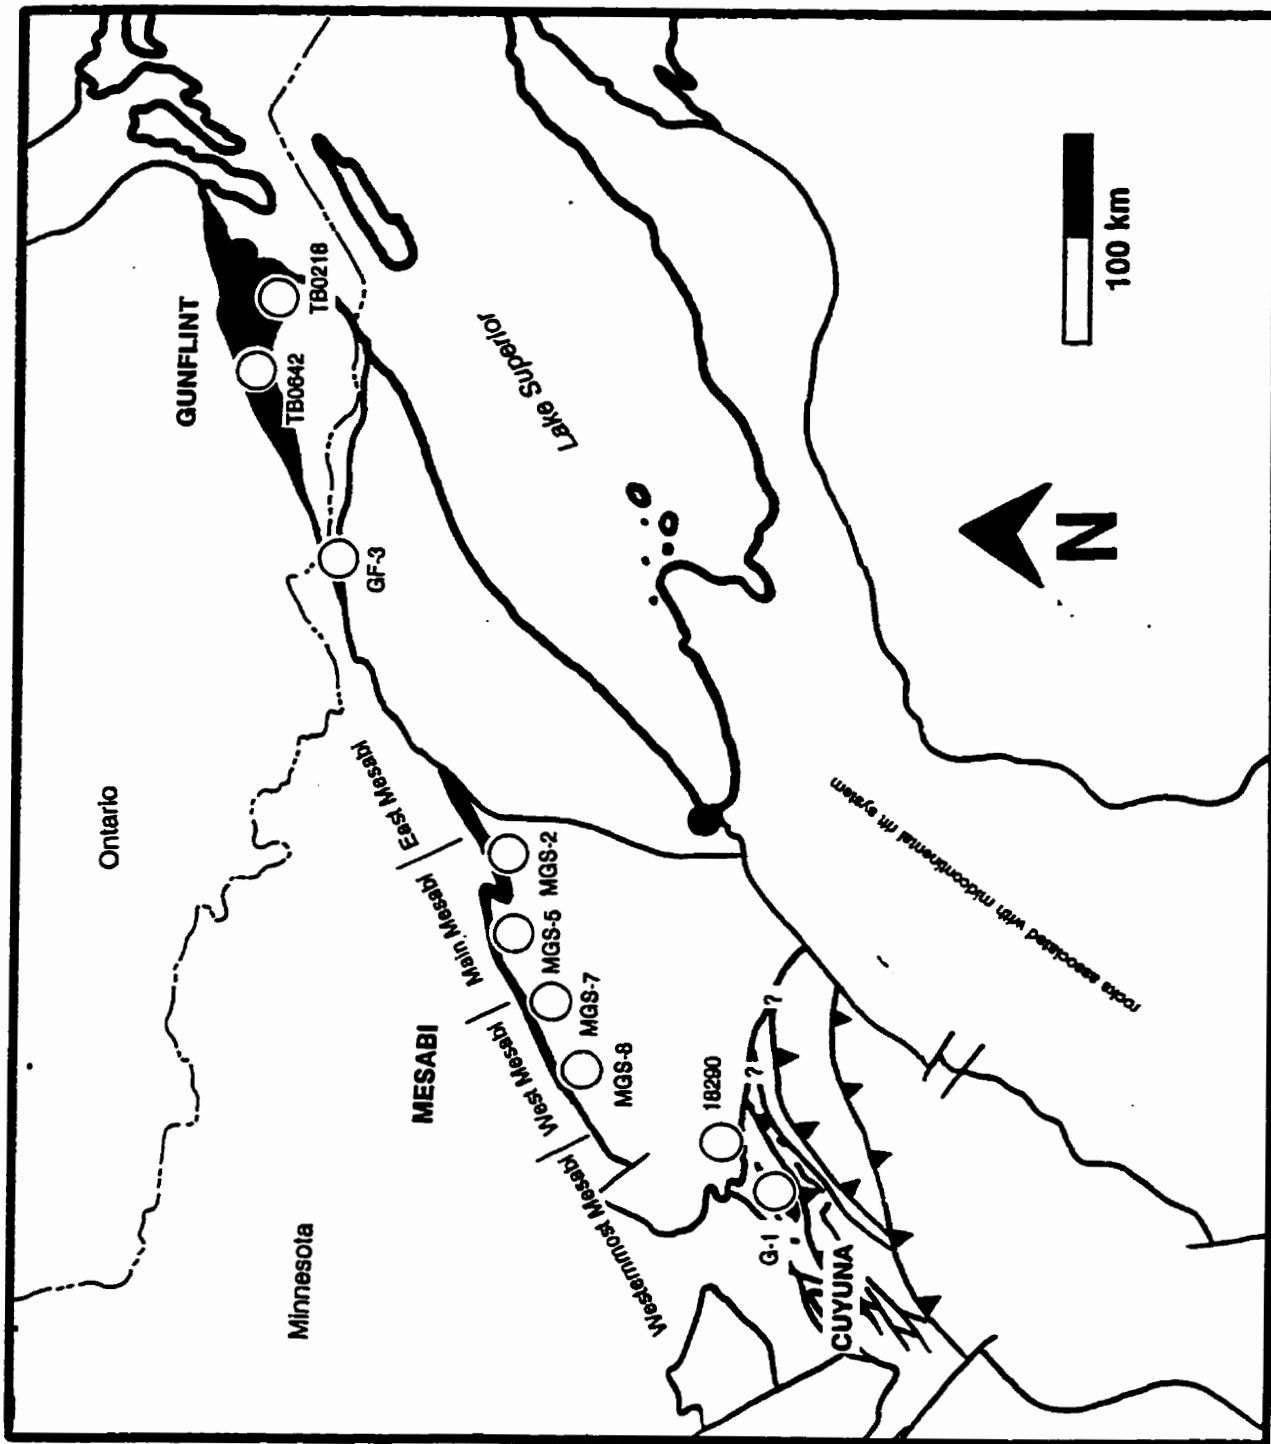 Ontario
Minnesota
GUNFLINT
TB0642
TB0218
GF-3
MESABI
East Mesabi
Main Mesabi
West Mesabi
Westernmost Mesabi
MGS-2
MGS-5
MGS-7
MGS-8
Lake Superior
18290
?
?
G-1
CUYUNA
rocks associated with midcontinental rift system
N
100 km